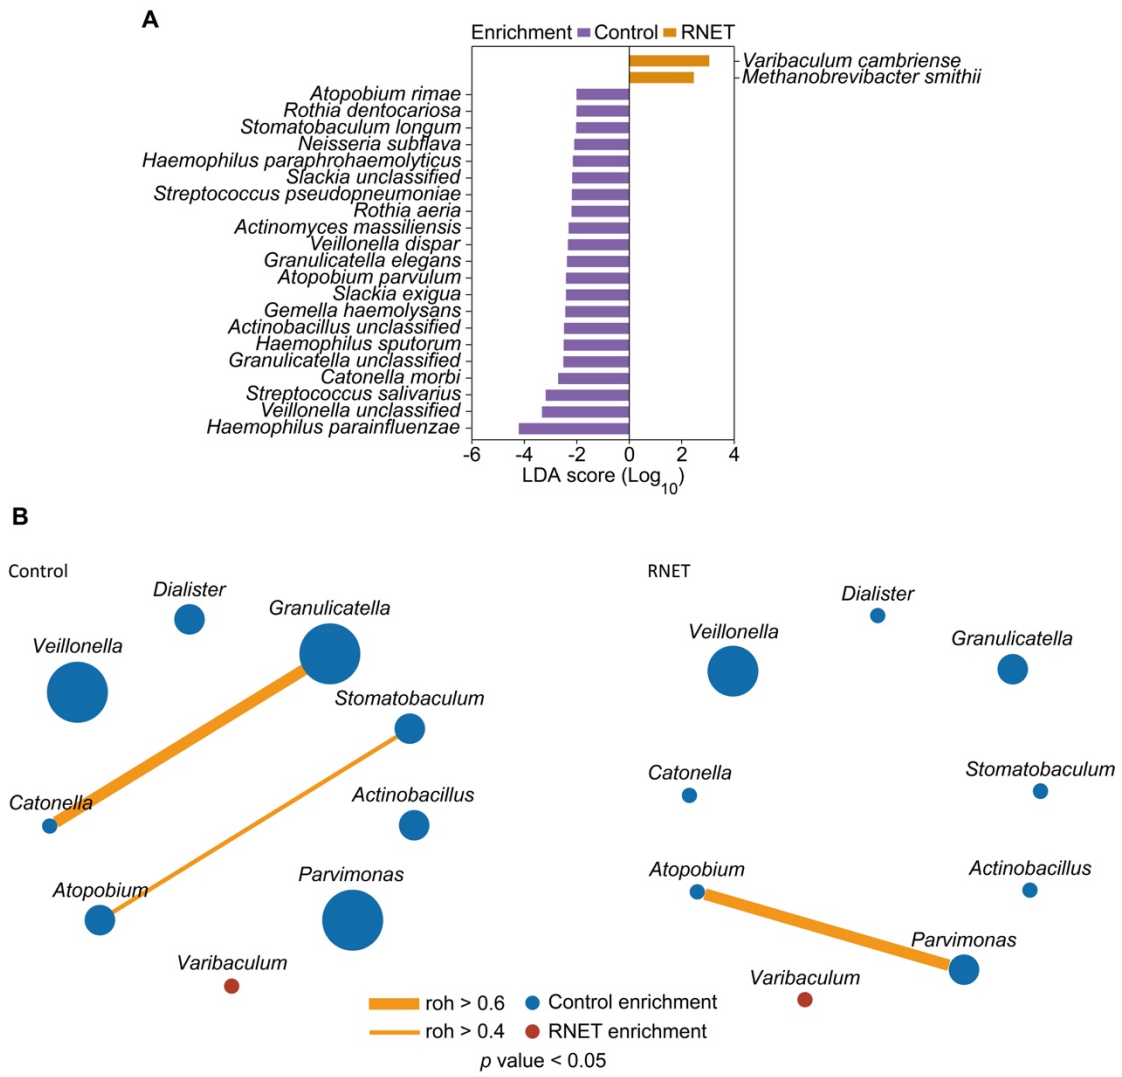 A
Enrichment Control RNET
Varibaculum cambriense
Methanobrevibacter smithii
Atopobium rimae
Rothia dentocariosa
Stomatobaculum longum
Neisseria subflava
Haemophilus paraphrohaemolyticus
Slackia unclassified
Streptococcus pseudopneumoniae
Rothia aeria
Actinomyces massiliensis
Veillonella dispar
Granulicatella elegans
Atopobium parvulum
Slackia exigua
Gemella haemolysans
Actinobacillus unclassified
Haemophilus sputorum
Granulicatella unclassified
Catonella morbi
Streptococcus salivarius
Veillonella unclassified
Haemophilus parainfluenzae
-6 -4 -2 0 2 4
LDA score (Log10)
B
Control
Dialister
Granulicatella
Veillonella
Stomatobaculum
Catonella
Actinobacillus
Atopobium
Parvimonas
Varibaculum
RNET
Dialister
Veillonella
Granulicatella
Catonella
Stomatobaculum
Atopobium
Actinobacillus
Parvimonas
Varibaculum
roh > 0.6 Control enrichment
roh > 0.4 RNET enrichment
p value < 0.05